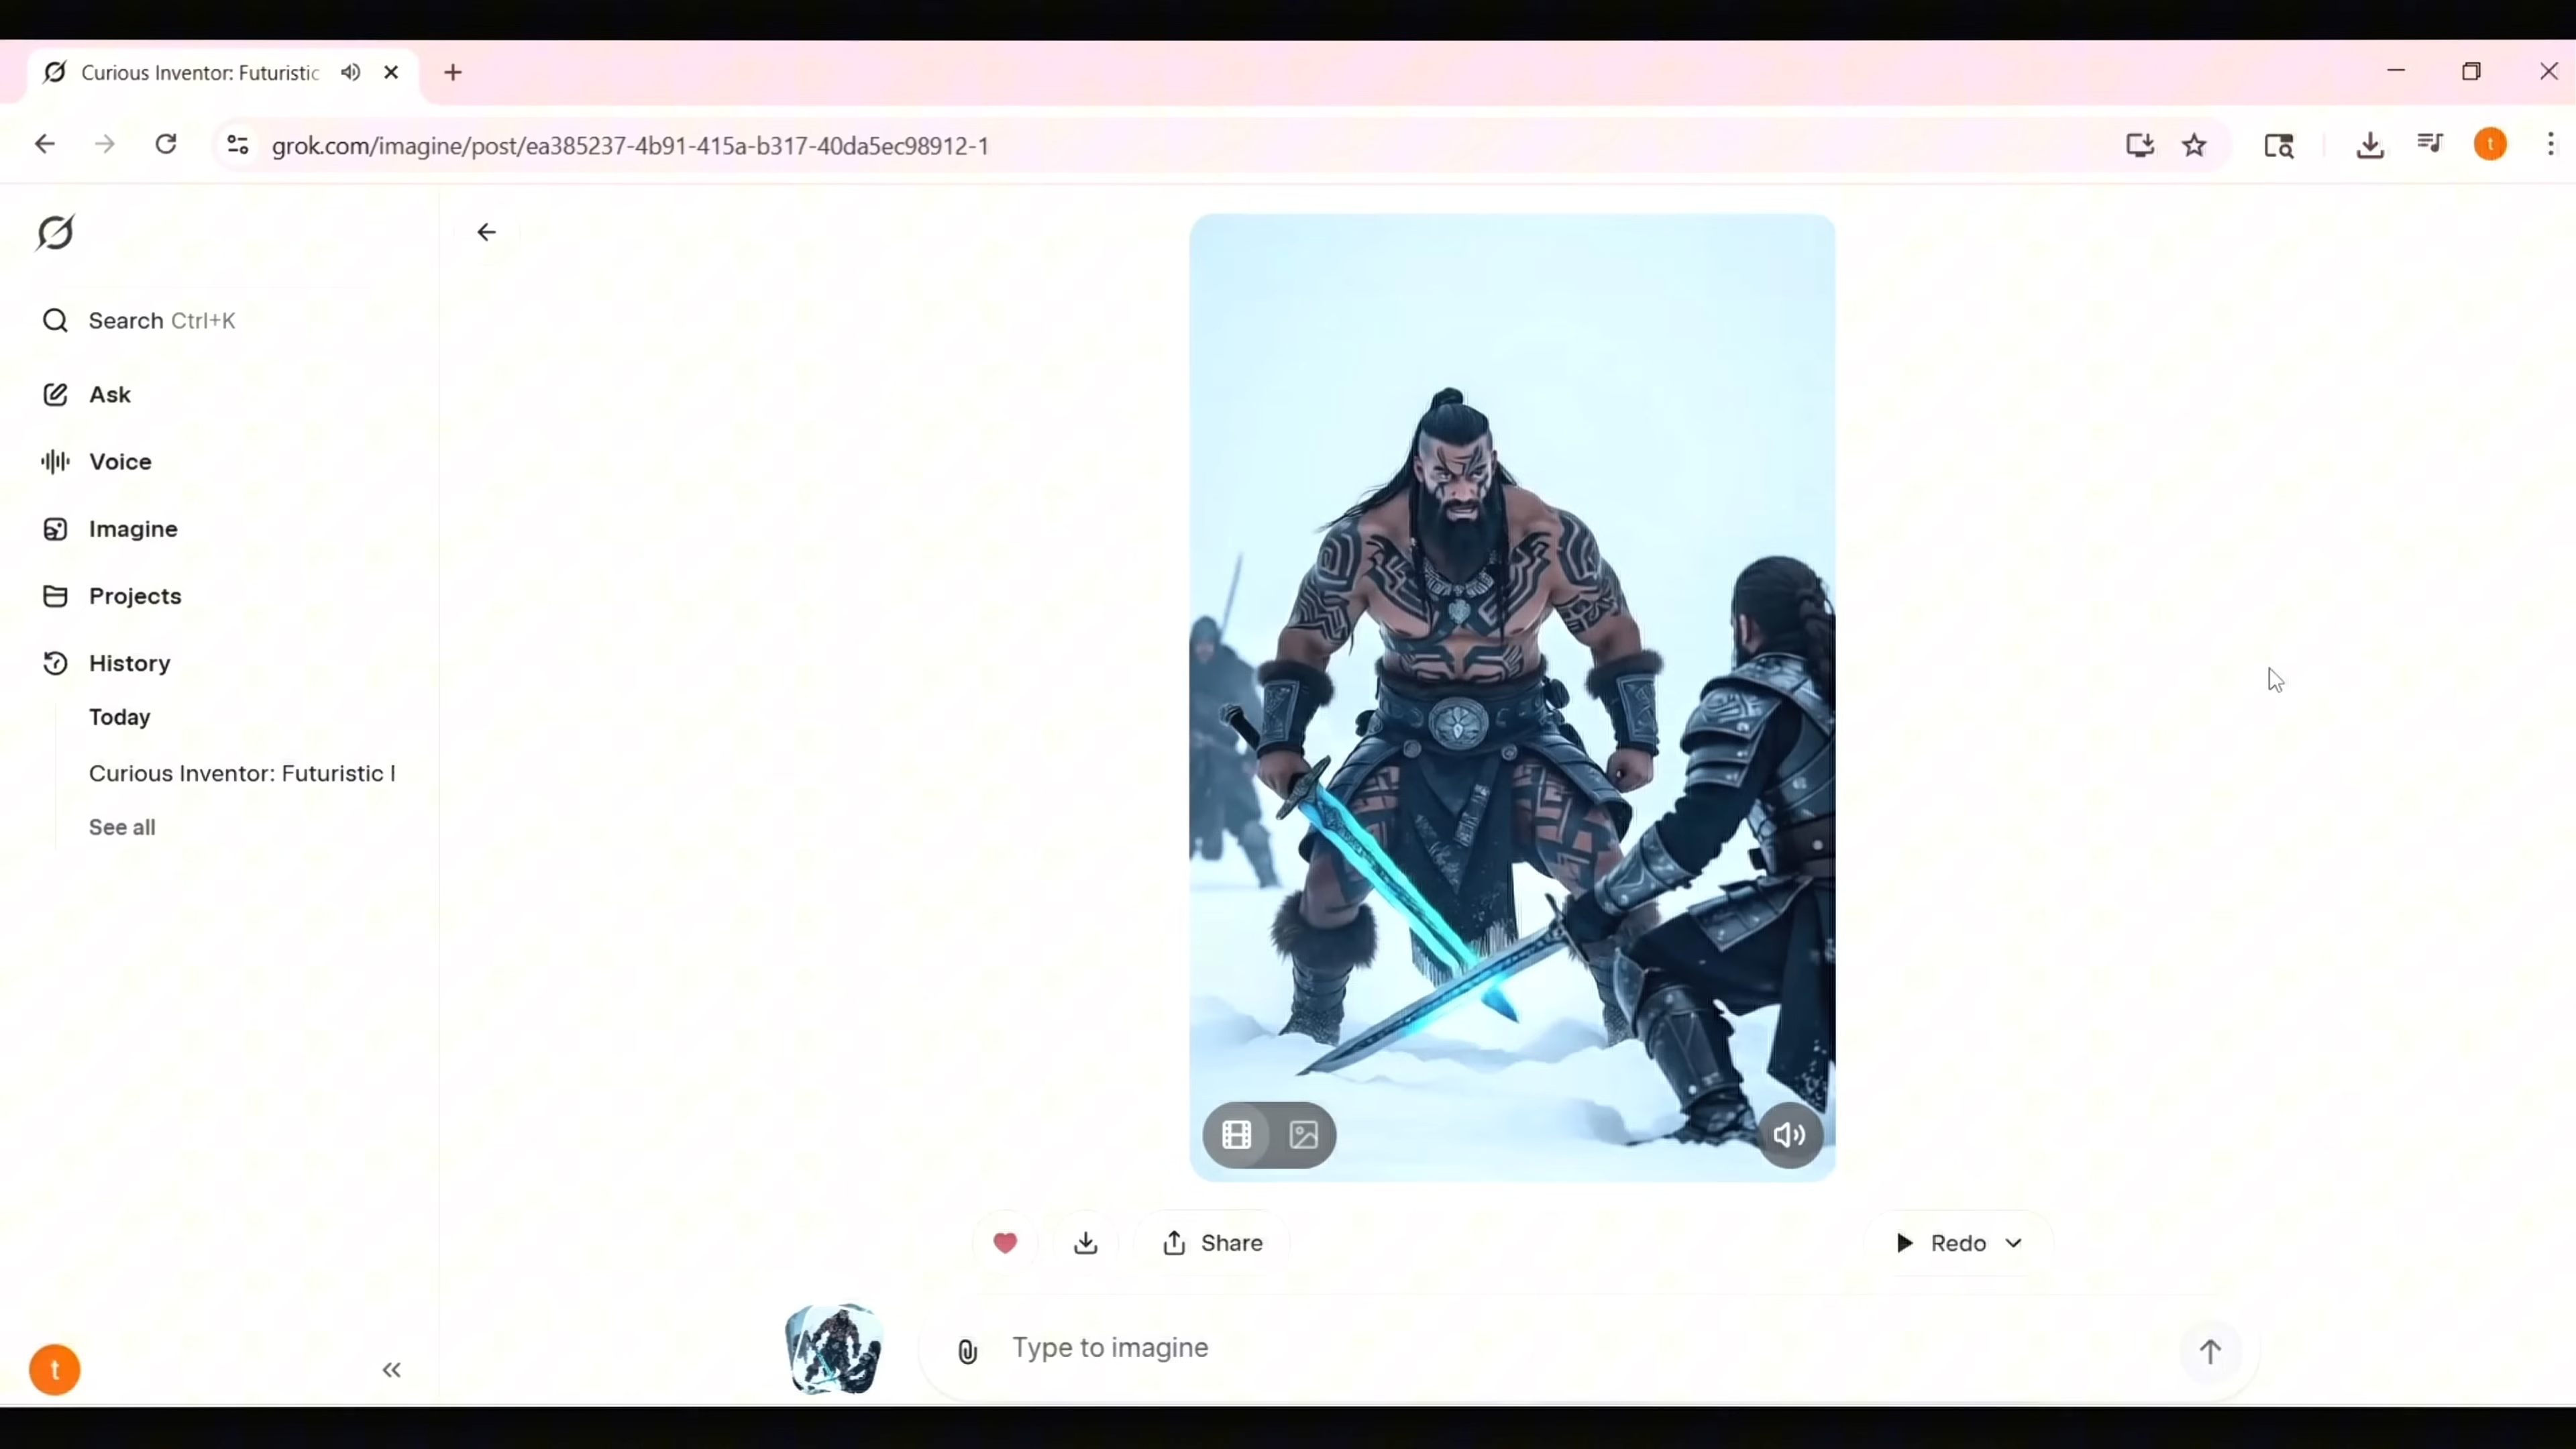 Curious Inventor: Futuristic
grok.com/imagine/post/ea385237-4b91-415a-b317-40da5ec98912-1
t
Search Ctrl+K
Ask
Voice
Imagine
Projects
History
Today
Curious Inventor: Futuristic I
See all
Share
Redo
Type to imagine
t